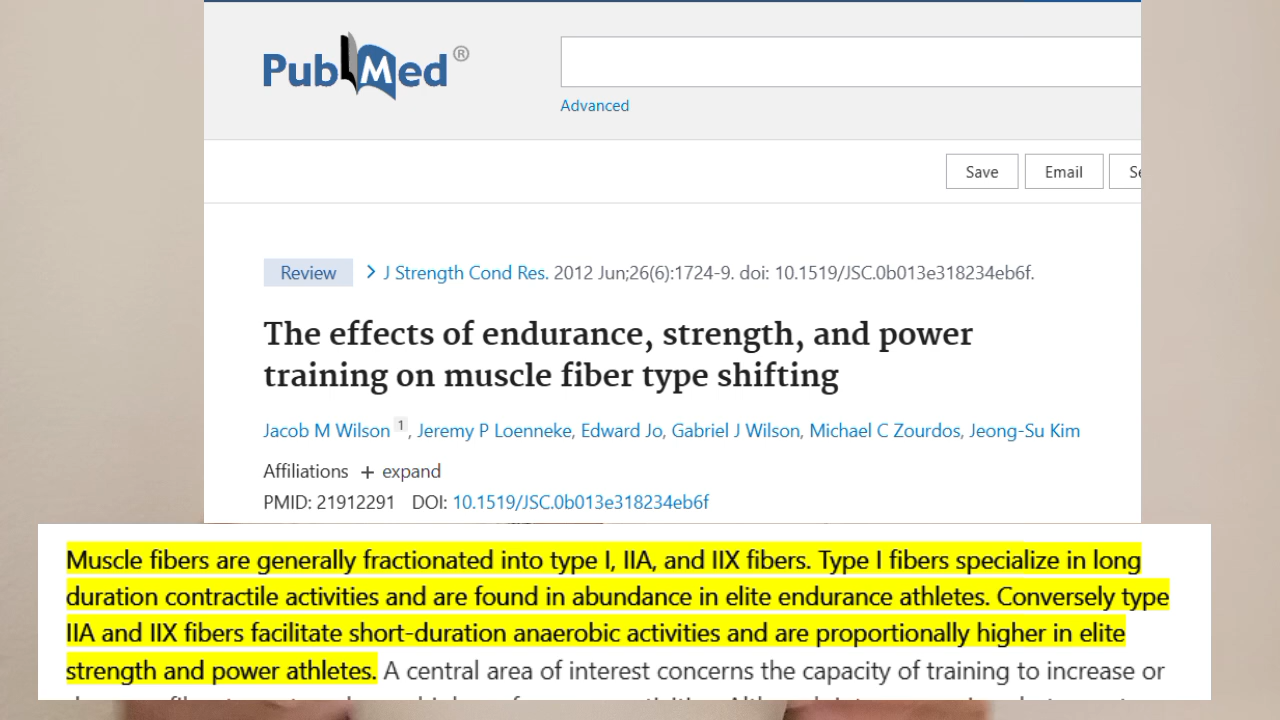 PubMed®
Advanced
Save Email
Review > J Strength Cond Res. 2012 Jun;26(6):1724-9. doi: 10.1519/JSC.0b013e318234eb6f.
The effects of endurance, strength, and power
training on muscle fiber type shifting
Jacob M Wilson 1, Jeremy P Loenneke, Edward Jo, Gabriel J Wilson, Michael C Zourdos, Jeong-Su Kim
Affiliations + expand
PMID: 21912291 DOI: 10.1519/JSC.0b013e318234eb6f
Muscle fibers are generally fractionated into type I, IIA, and IIX fibers. Type I fibers specialize in long
duration contractile activities and are found in abundance in elite endurance athletes. Conversely type
IIA and IIX fibers facilitate short-duration anaerobic activities and are proportionally higher in elite
strength and power athletes. A central area of interest concerns the capacity of training to increase or